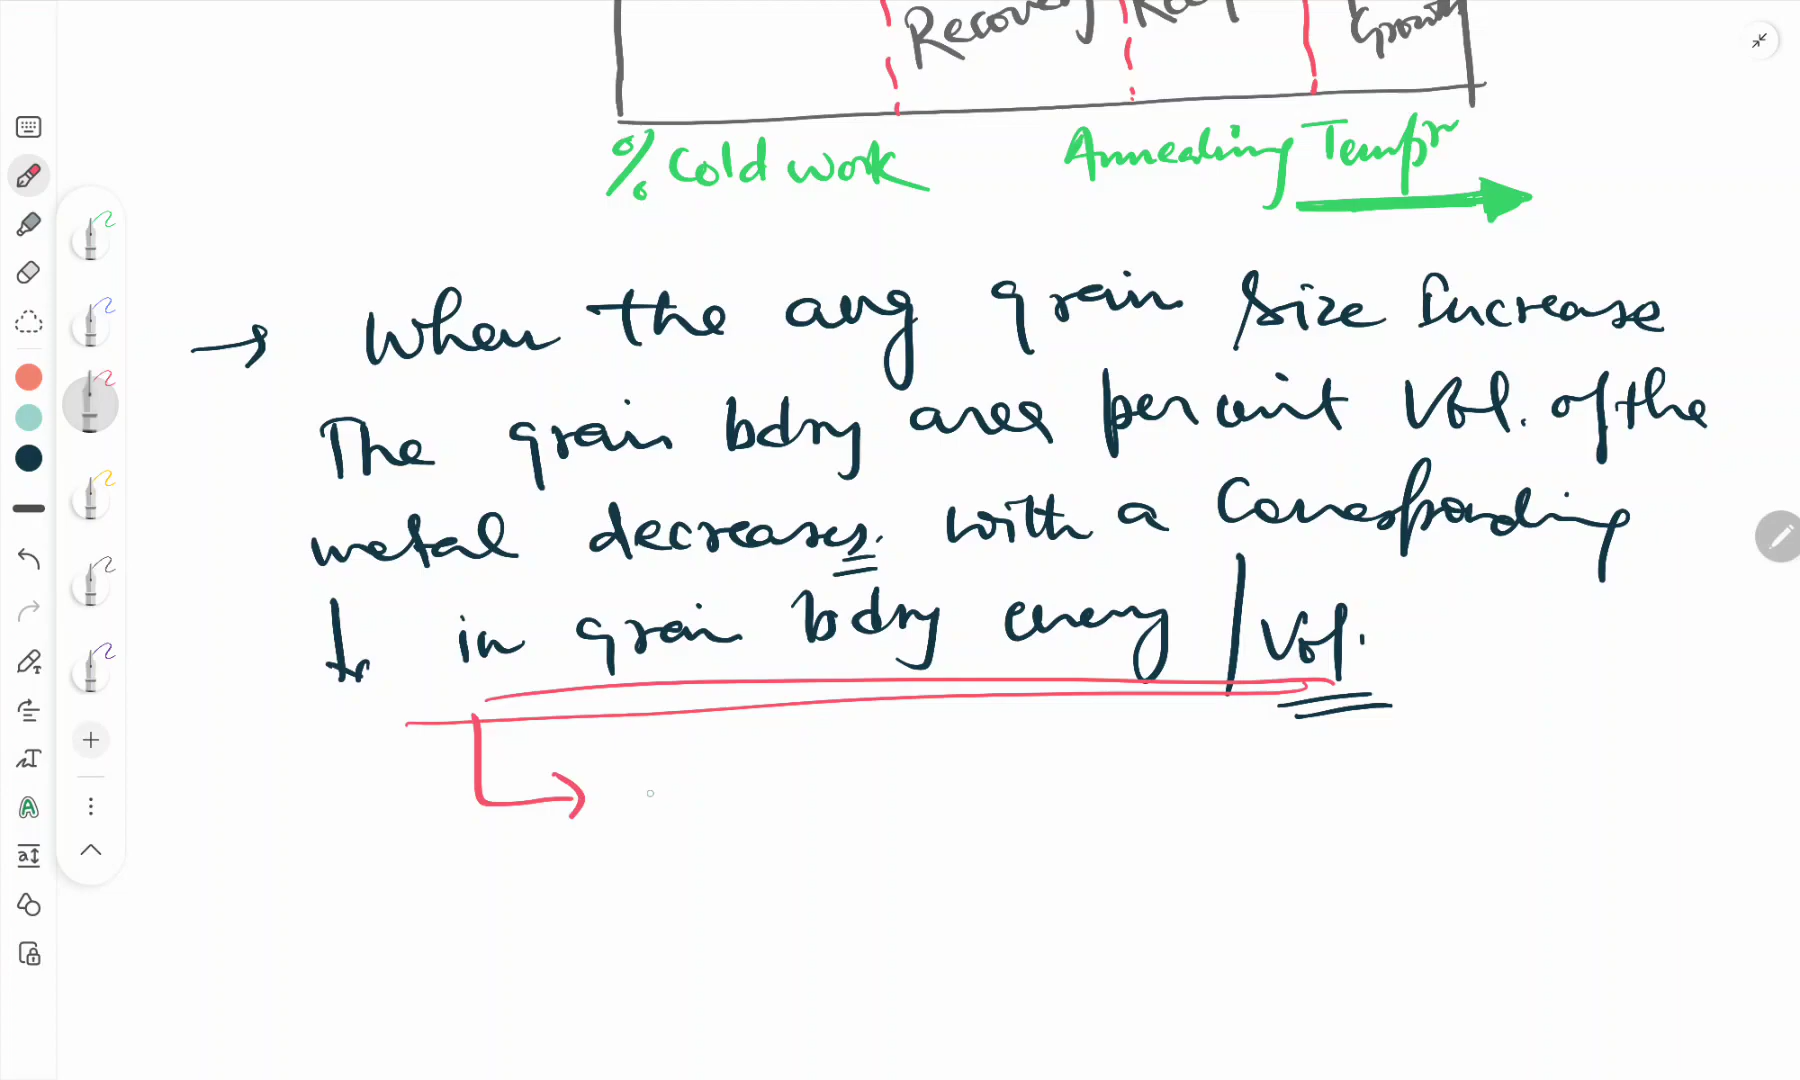 Recovery
Growth
% Cold work Annealing Tempr
→ When the avg grain Size Increase
The grain bdry area per unit Vol. of the
metal decreases. with a Corresponding
↓ in grain bdry energy / Vol.